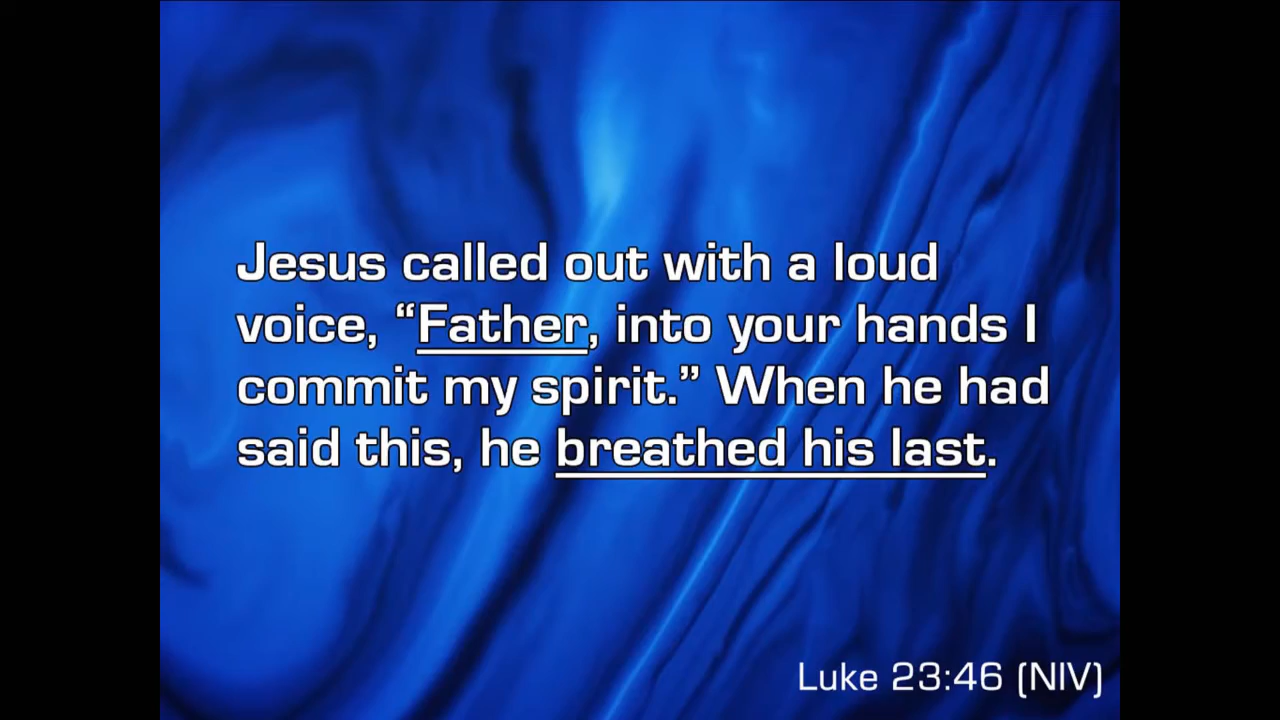 Jesus called out with a loud
voice, “Father, into your hands I
commit my spirit.” When he had
said this, he breathed his last.
Luke 23:46 (NIV)